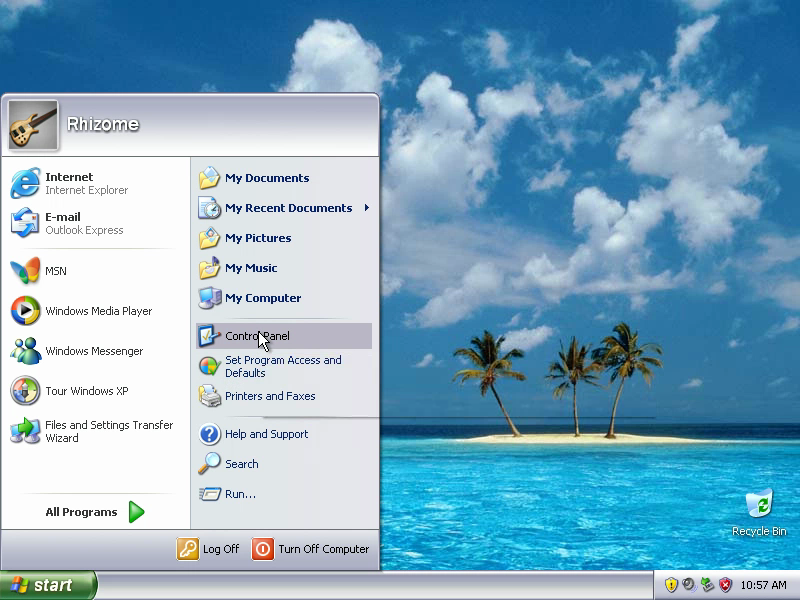 Rhizome
Internet
Internet Explorer
E-mail
Outlook Express
MSN
Windows Media Player
Windows Messenger
Tour Windows XP
Files and Settings Transfer
Wizard
All Programs
My Documents
My Recent Documents
My Pictures
My Music
My Computer
Control Panel
Set Program Access and
Defaults
Printers and Faxes
Help and Support
Search
Run...
Log Off
Turn Off Computer
Recycle Bin
start
10:57 AM